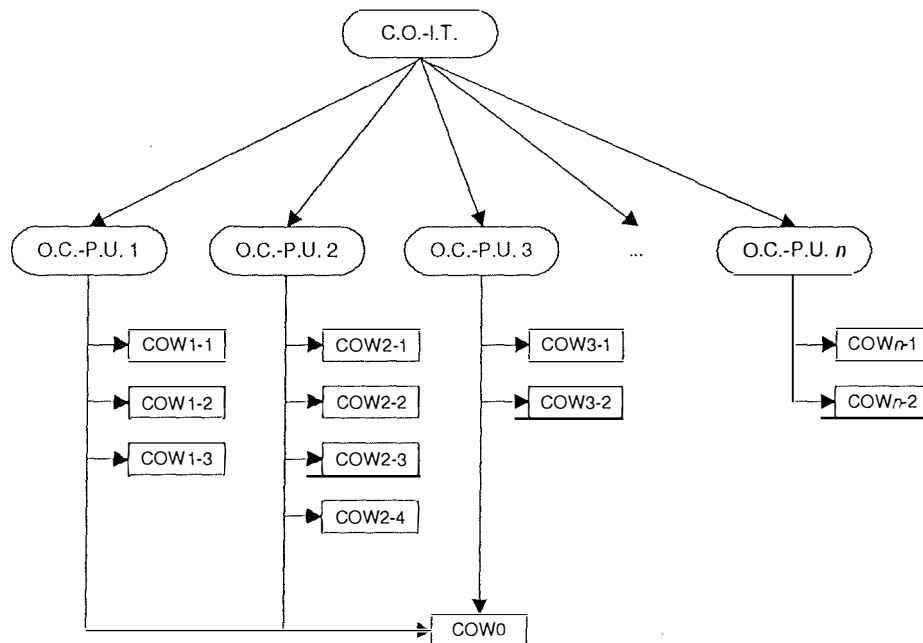 C.O.-I.T.
O.C.-P.U. 1 O.C.-P.U. 2 O.C.-P.U. 3 ... O.C.-P.U. n
COW1-1 COW2-1 COW3-1 COWn-1
COW1-2 COW2-2 COW3-2 COWn-2
COW1-3 COW2-3
COW2-4
COW0